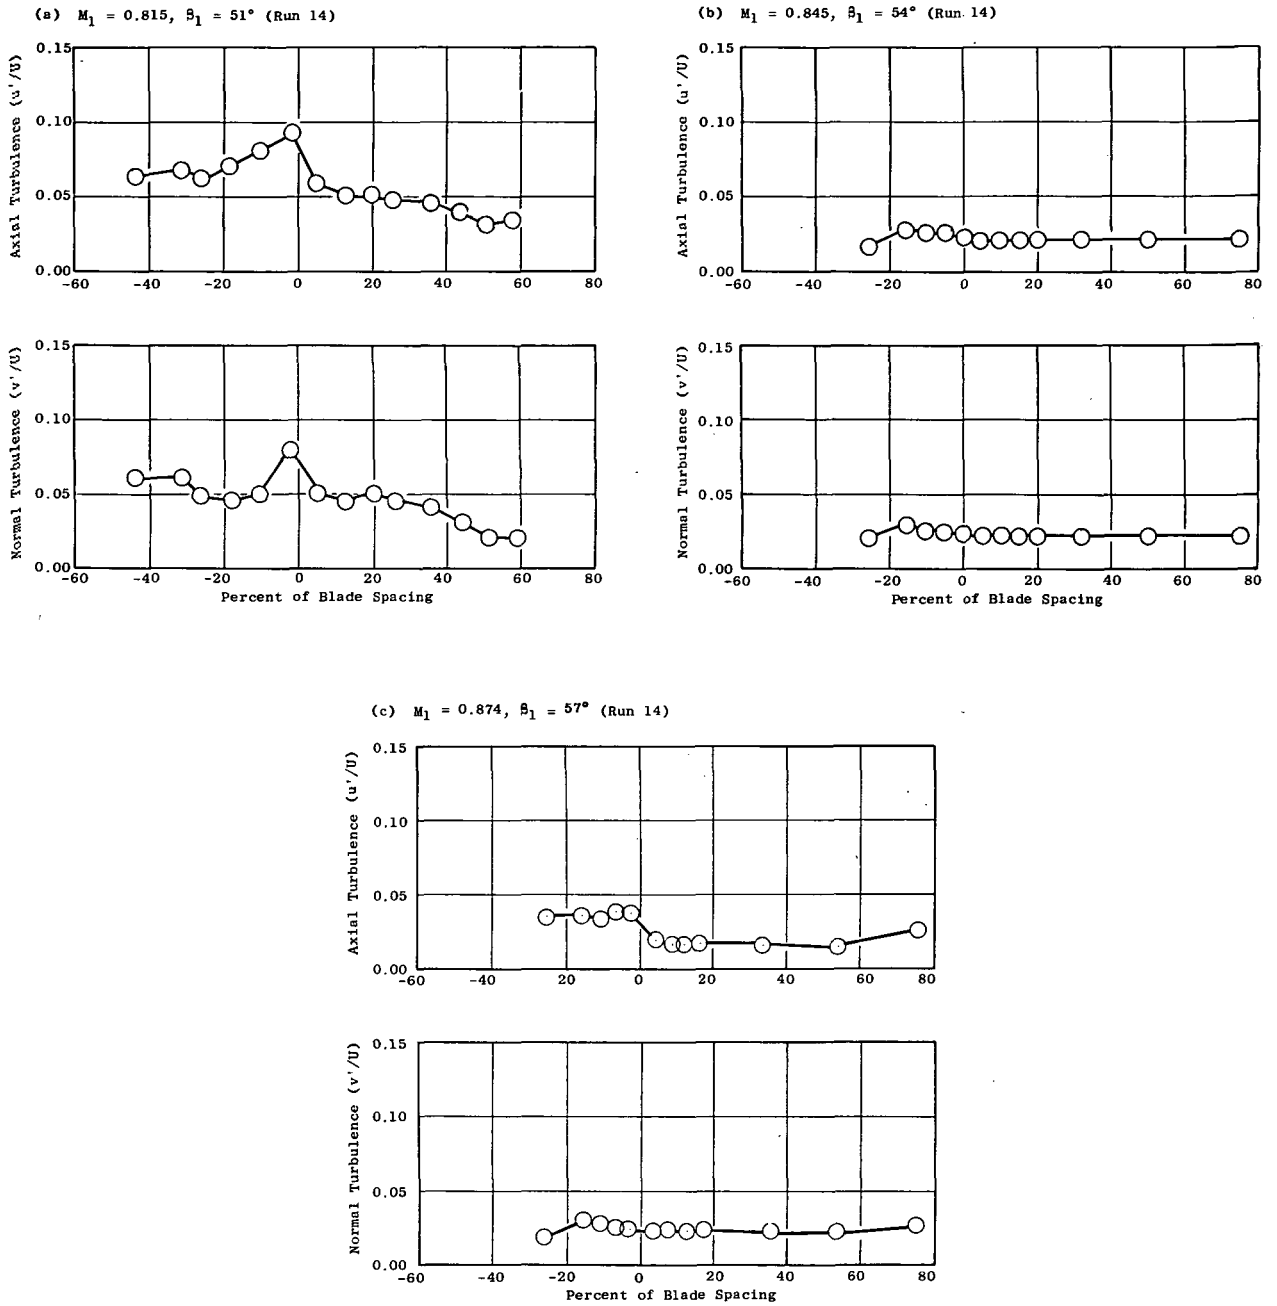 (a) M1 = 0.815, β1 = 51° (Run 14)
Axial Turbulence (u'/U)
0.15
0.10
0.05
0.00
-60 -40 -20 0 20 40 60 80
Normal Turbulence (v'/U)
0.15
0.10
0.05
0.00
-60 -40 -20 0 20 40 60 80
Percent of Blade Spacing
(b) M1 = 0.845, β1 = 54° (Run 14)
Axial Turbulence (u'/U)
0.15
0.10
0.05
0.00
-60 -40 -20 0 20 40 60 80
Normal Turbulence (v'/U)
0.15
0.10
0.05
0.00
-60 -40 -20 0 20 40 60 80
Percent of Blade Spacing
(c) M1 = 0.874, β1 = 57° (Run 14)
Axial Turbulence (u'/U)
0.15
0.10
0.05
0.00
-60 -40 -20 0 20 40 60 80
Normal Turbulence (v'/U)
0.15
0.10
0.05
0.00
-60 -40 -20 0 20 40 60 80
Percent of Blade Spacing